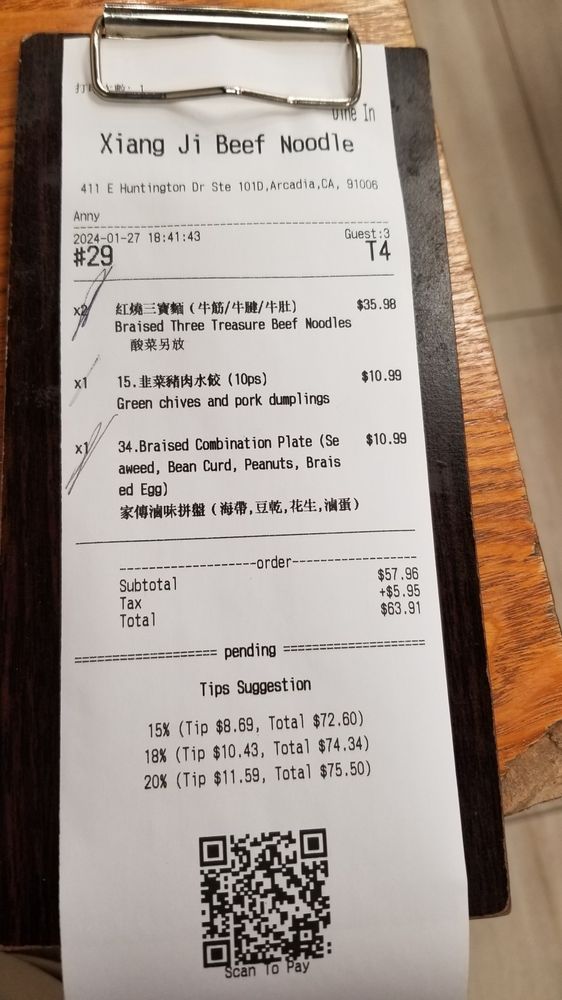 Dine In
Xiang Ji Beef Noodle
411 E Huntington Dr Ste 101D,Arcadia,CA, 91006
Anny
2024-01-27 18:41:43 Guest:3
#29 T4
x2 紅燒三寶麵 (牛筋/牛腱/牛肚) $35.98
Braised Three Treasure Beef Noodles
酸菜另放
x1 15.韭菜豬肉水餃 (10ps) $10.99
Green chives and pork dumplings
x1 34.Braised Combination Plate (Se $10.99
aweed, Bean Curd, Peanuts, Brais
ed Egg)
家傳滷味拼盤 (海帶,豆乾,花生,滷蛋)
--------------------order--------------------
Subtotal $57.96
Tax +$5.95
Total $63.91
==================== pending ====================
Tips Suggestion
15% (Tip $8.69, Total $72.60)
18% (Tip $10.43, Total $74.34)
20% (Tip $11.59, Total $75.50)
Scan To Pay